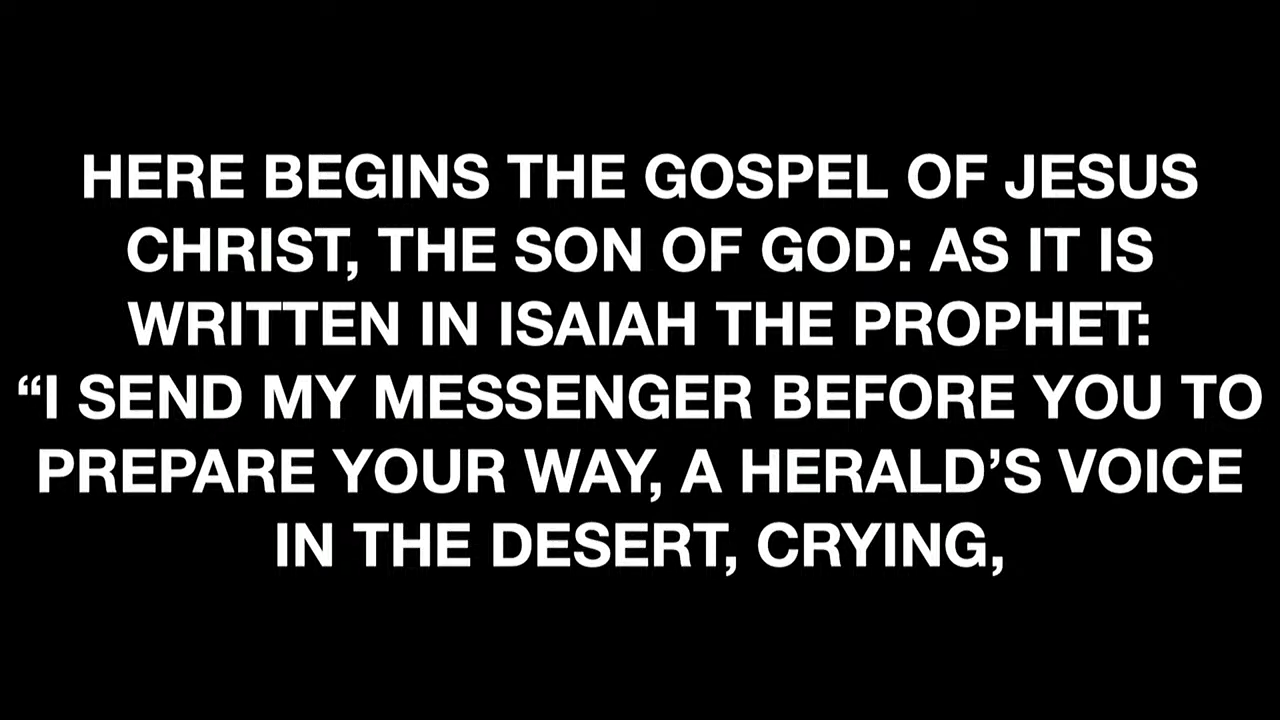 HERE BEGINS THE GOSPEL OF JESUS
CHRIST, THE SON OF GOD: AS IT IS
WRITTEN IN ISAIAH THE PROPHET:
“I SEND MY MESSENGER BEFORE YOU TO
PREPARE YOUR WAY, A HERALD’S VOICE
IN THE DESERT, CRYING,